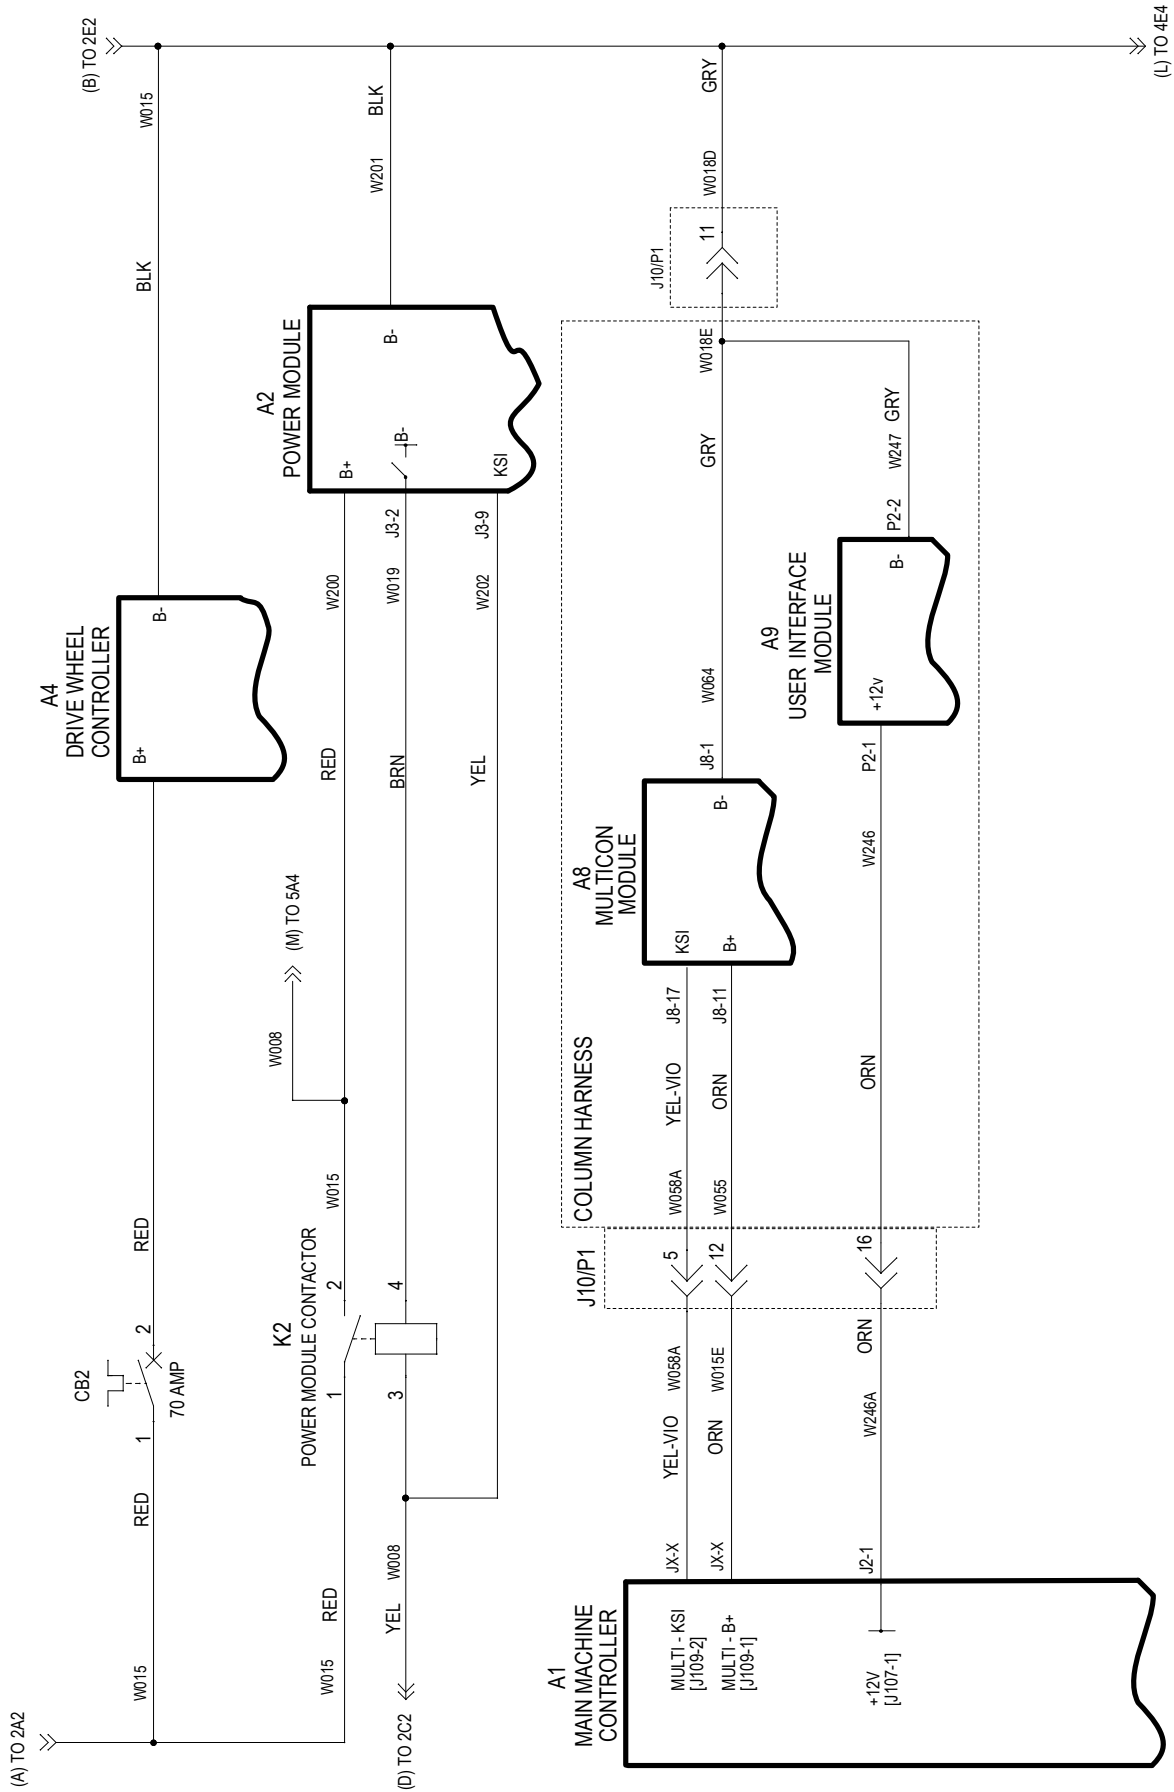 (A) TO 2A2
(B) TO 2E2
W015
RED
1
CB2
70 AMP
2
RED
A4
DRIVE WHEEL
CONTROLLER
B+
B-
BLK
W015
W015
RED
K2
POWER MODULE CONTACTOR
1
2
W015
W008
(M) TO 5A4
RED
W200
A2
POWER MODULE
B+
B-
B-
KSI
W201
BLK
(D) TO 2C2
YEL
W008
3
4
BRN
W019
J3-2
YEL
W202
J3-9
A1
MAIN MACHINE
CONTROLLER
MULTI - KSI
[J109-2]
MULTI - B+
[J109-1]
+12V
[J107-1]
JX-X
YEL-VIO
W058A
JX-X
ORN
W015E
J2-1
W246A
ORN
J10/P1
5
12
16
COLUMN HARNESS
W058A
YEL-VIO
J8-17
W055
ORN
J8-11
A8
MULTICON
MODULE
KSI
B+
B-
J8-1
W064
GRY
W018E
J10/P1
11
W018D
GRY
ORN
W246
P2-1
A9
USER INTERFACE
MODULE
+12v
B-
P2-2
W247
GRY
(L) TO 4E4